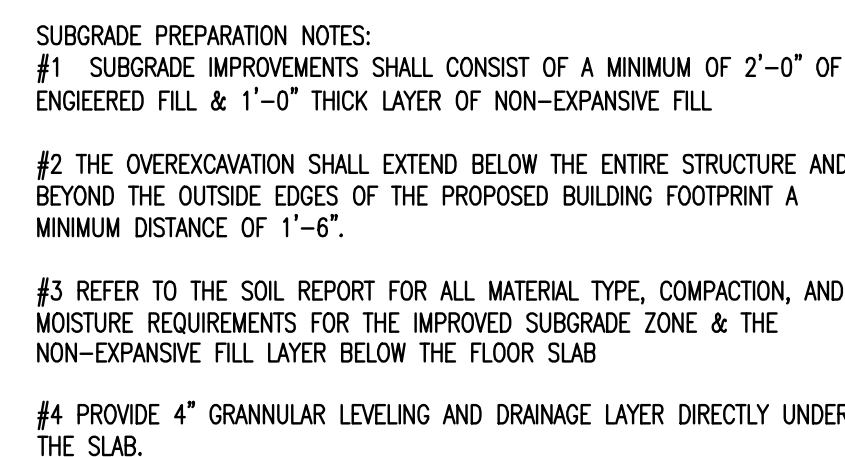 SUBGRADE PREPARATION NOTES:
#1 SUBGRADE IMPROVEMENTS SHALL CONSIST OF A MINIMUM OF 2'-0" OF
ENGIEERED FILL & 1'-0" THICK LAYER OF NON-EXPANSIVE FILL
#2 THE OVEREXCAVATION SHALL EXTEND BELOW THE ENTIRE STRUCTURE AND
BEYOND THE OUTSIDE EDGES OF THE PROPOSED BUILDING FOOTPRINT A
MINIMUM DISTANCE OF 1'-6".
#3 REFER TO THE SOIL REPORT FOR ALL MATERIAL TYPE, COMPACTION, AND
MOISTURE REQUIREMENTS FOR THE IMPROVED SUBGRADE ZONE & THE
NON-EXPANSIVE FILL LAYER BELOW THE FLOOR SLAB
#4 PROVIDE 4" GRANNULAR LEVELING AND DRAINAGE LAYER DIRECTLY UNDER
THE SLAB.